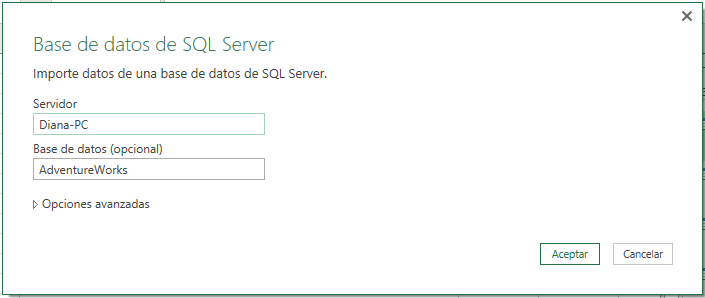 Base de datos de SQL Server
Importe datos de una base de datos de SQL Server.
Servidor
Diana-PC
Base de datos (opcional)
AdventureWorks
Opciones avanzadas
Aceptar
Cancelar